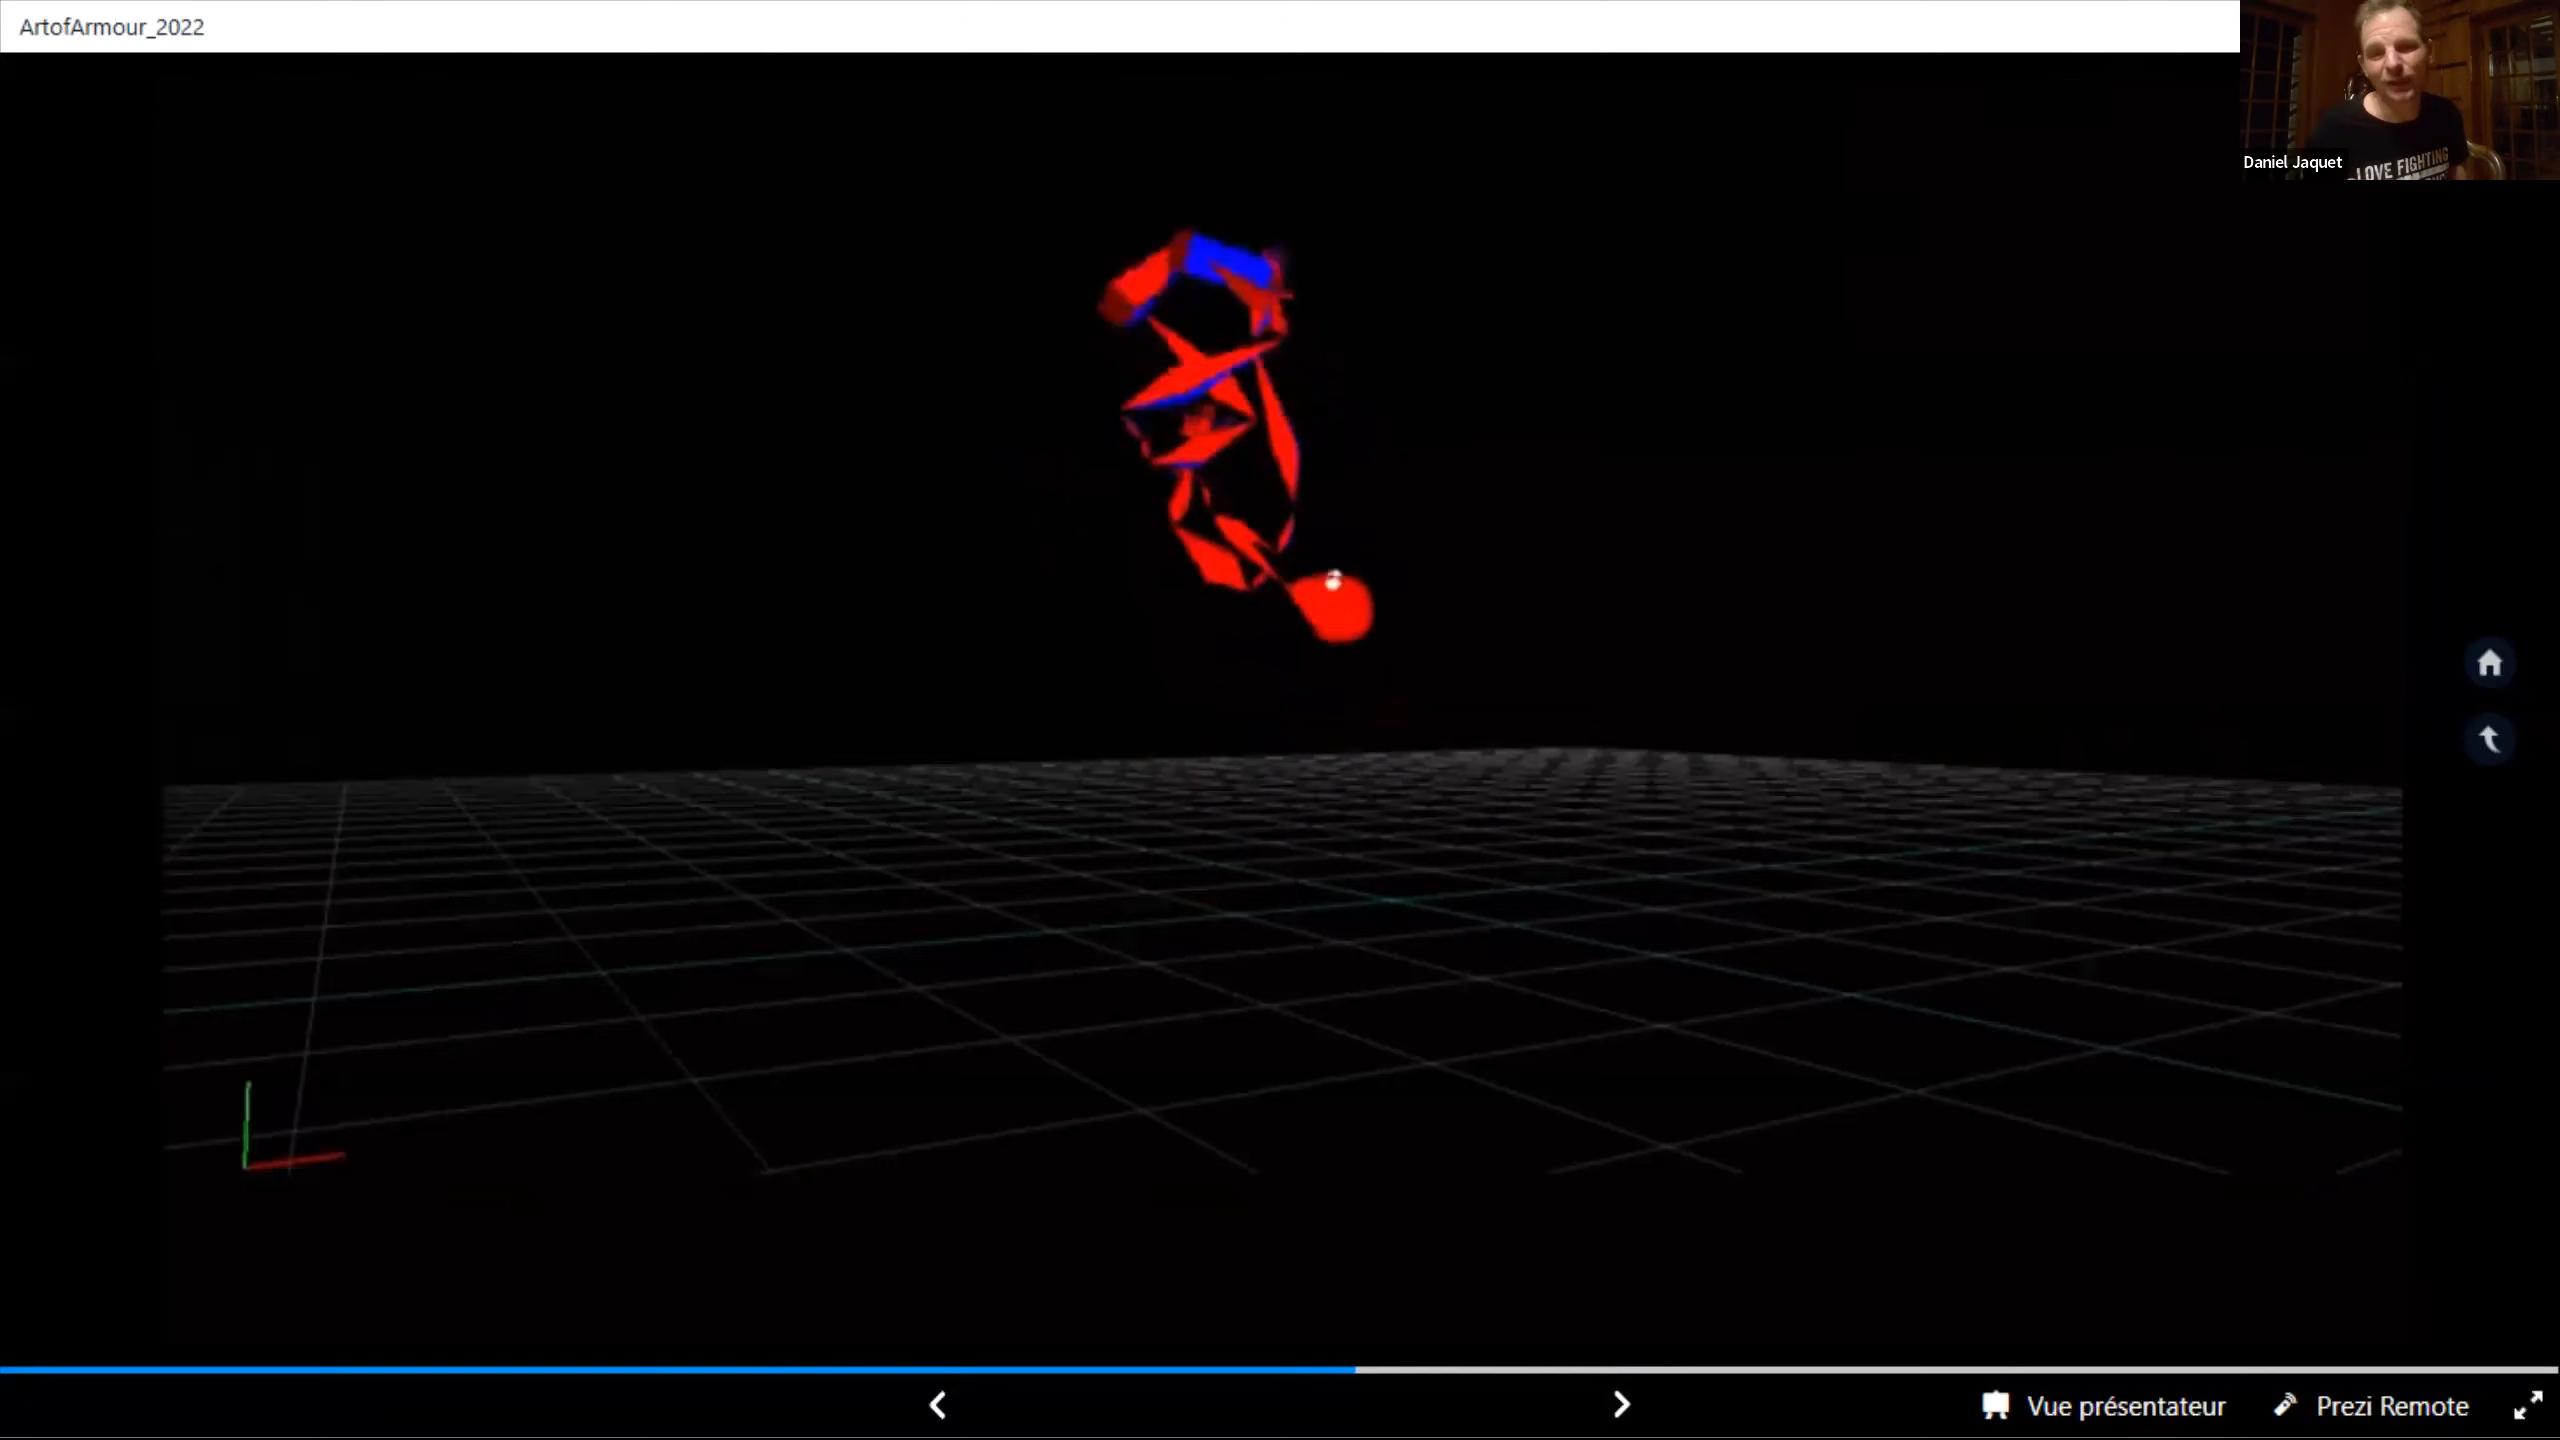 ArtofArmour_2022
Daniel Jaquet
LOVE FIGHTING
Vue présentateur
Prezi Remote